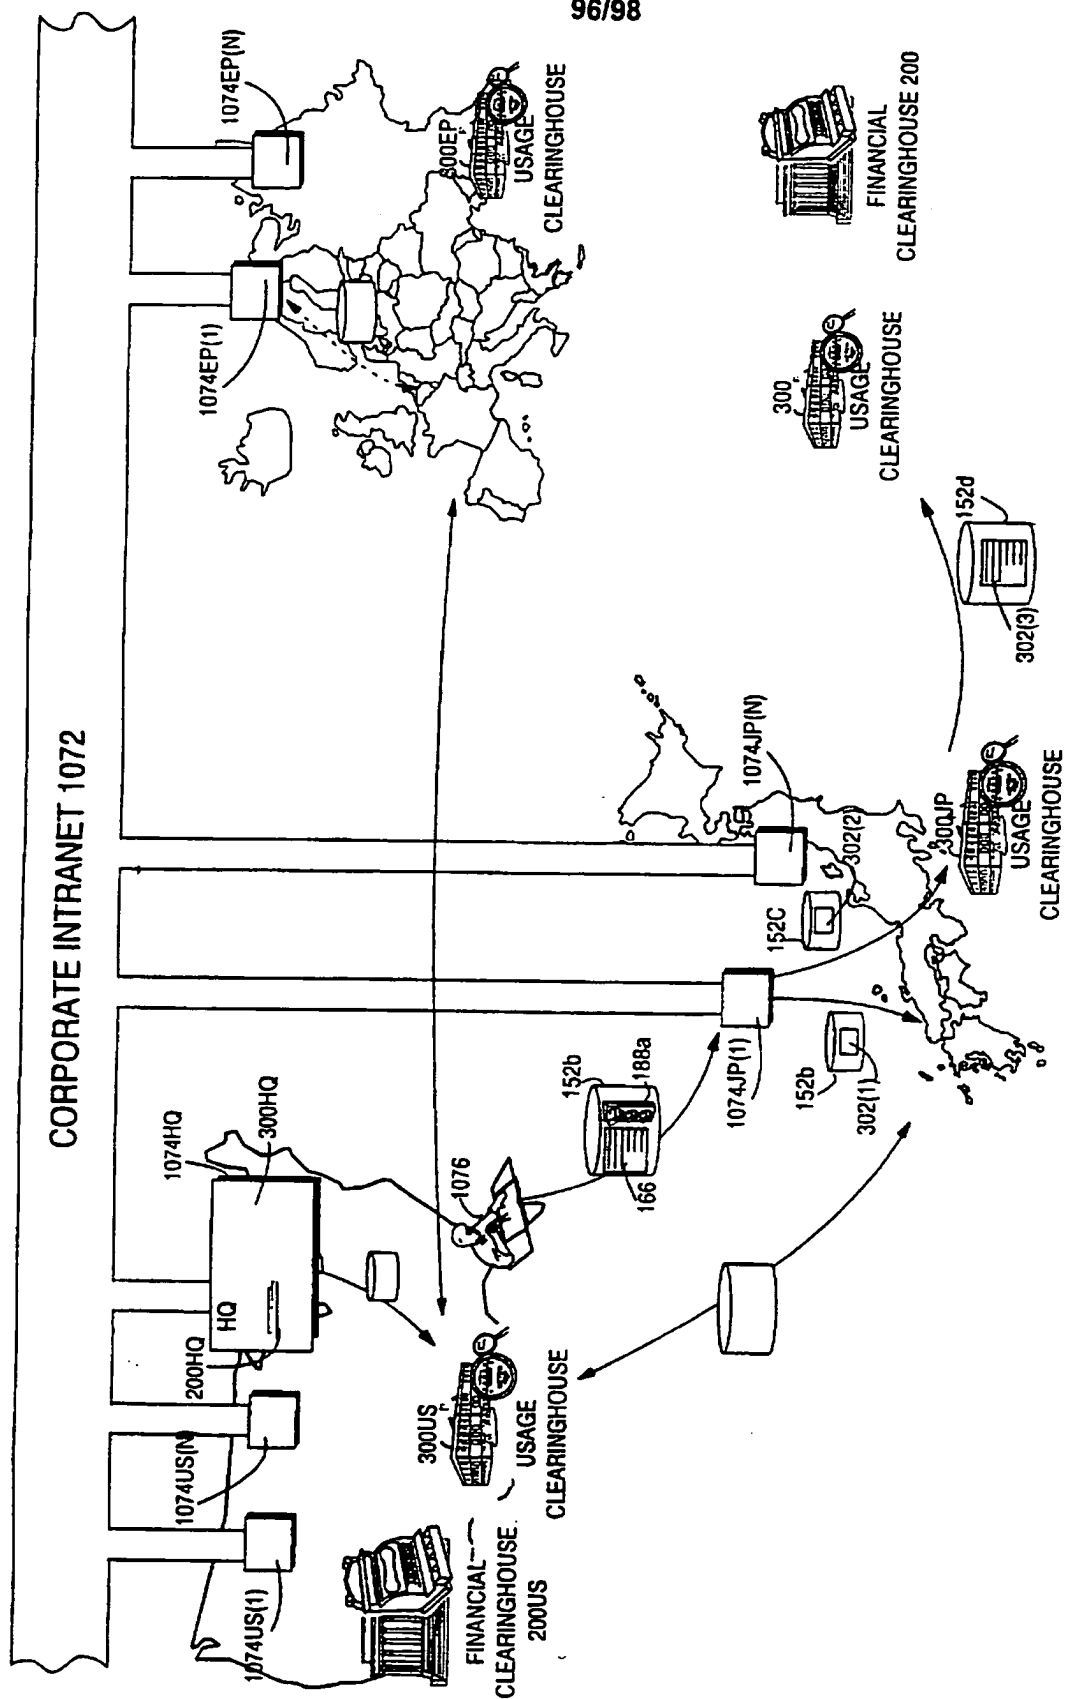 96/98
CORPORATE INTRANET 1072
1074US(1)
1074US(N)
200HQ
HQ
1074HQ
300HQ
1074EP(1)
1074EP(N)
FINANCIAL
CLEARINGHOUSE
200US
300US
USAGE
CLEARINGHOUSE
1076
152b
188a
166
1074JP(1)
1074JP(N)
152C
302(2)
152b
302(1)
300JP
USAGE
CLEARINGHOUSE
152d
302(3)
300EP
USAGE
CLEARINGHOUSE
300
USAGE
CLEARINGHOUSE
FINANCIAL
CLEARINGHOUSE 200